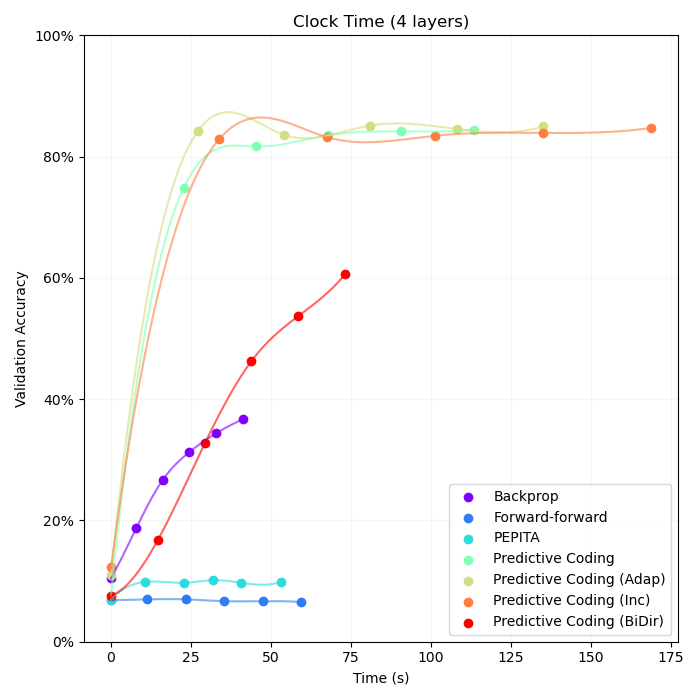 Clock Time (4 layers)
100%
80%
60%
40%
20%
0%
Validation Accuracy
0 25 50 75 100 125 150 175
Time (s)
Backprop
Forward-forward
PEPITA
Predictive Coding
Predictive Coding (Adap)
Predictive Coding (Inc)
Predictive Coding (BiDir)